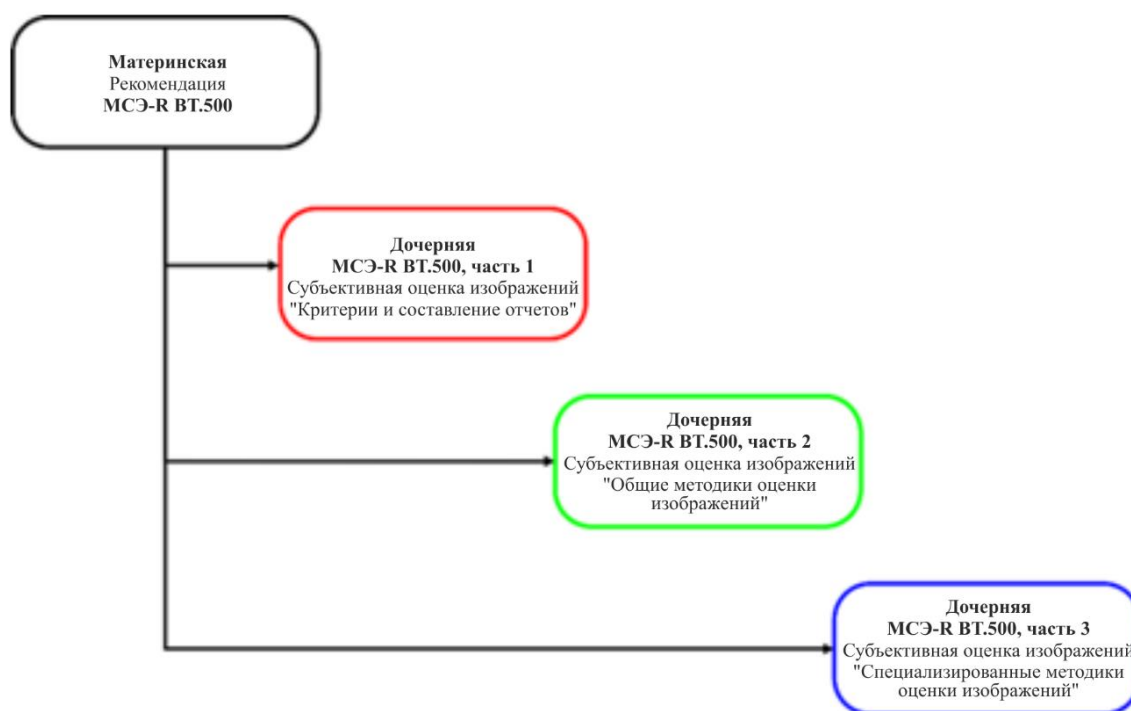 Материнская
Рекомендация
МСЭ-R BT.500
Дочерняя
МСЭ-R BT.500, часть 1
Субъективная оценка изображений
"Критерии и составление отчетов"
Дочерняя
МСЭ-R BT.500, часть 2
Субъективная оценка изображений
"Общие методики оценки
изображений"
Дочерняя
МСЭ-R BT.500, часть 3
Субъективная оценка изображений
"Специализированные методики
оценки изображений"